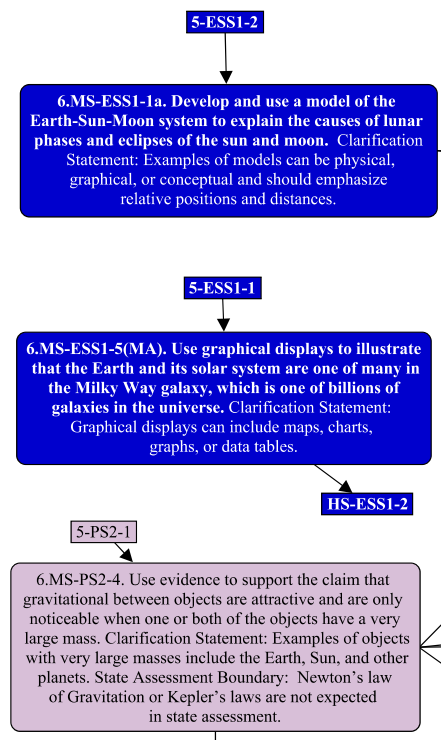 5-ESS1-2
6.MS-ESS1-1a. Develop and use a model of the
Earth-Sun-Moon system to explain the causes of lunar
phases and eclipses of the sun and moon. Clarification
Statement: Examples of models can be physical,
graphical, or conceptual and should emphasize
relative positions and distances.
5-ESS1-1
6.MS-ESS1-5(MA). Use graphical displays to illustrate
that the Earth and its solar system are one of many in
the Milky Way galaxy, which is one of billions of
galaxies in the universe. Clarification Statement:
Graphical displays can include maps, charts,
graphs, or data tables.
HS-ESS1-2
5-PS2-1
6.MS-PS2-4. Use evidence to support the claim that
gravitational between objects are attractive and are only
noticeable when one or both of the objects have a very
large mass. Clarification Statement: Examples of objects
with very large masses include the Earth, Sun, and other
planets. State Assessment Boundary: Newton's law
of Gravitation or Kepler's laws are not expected
in state assessment.